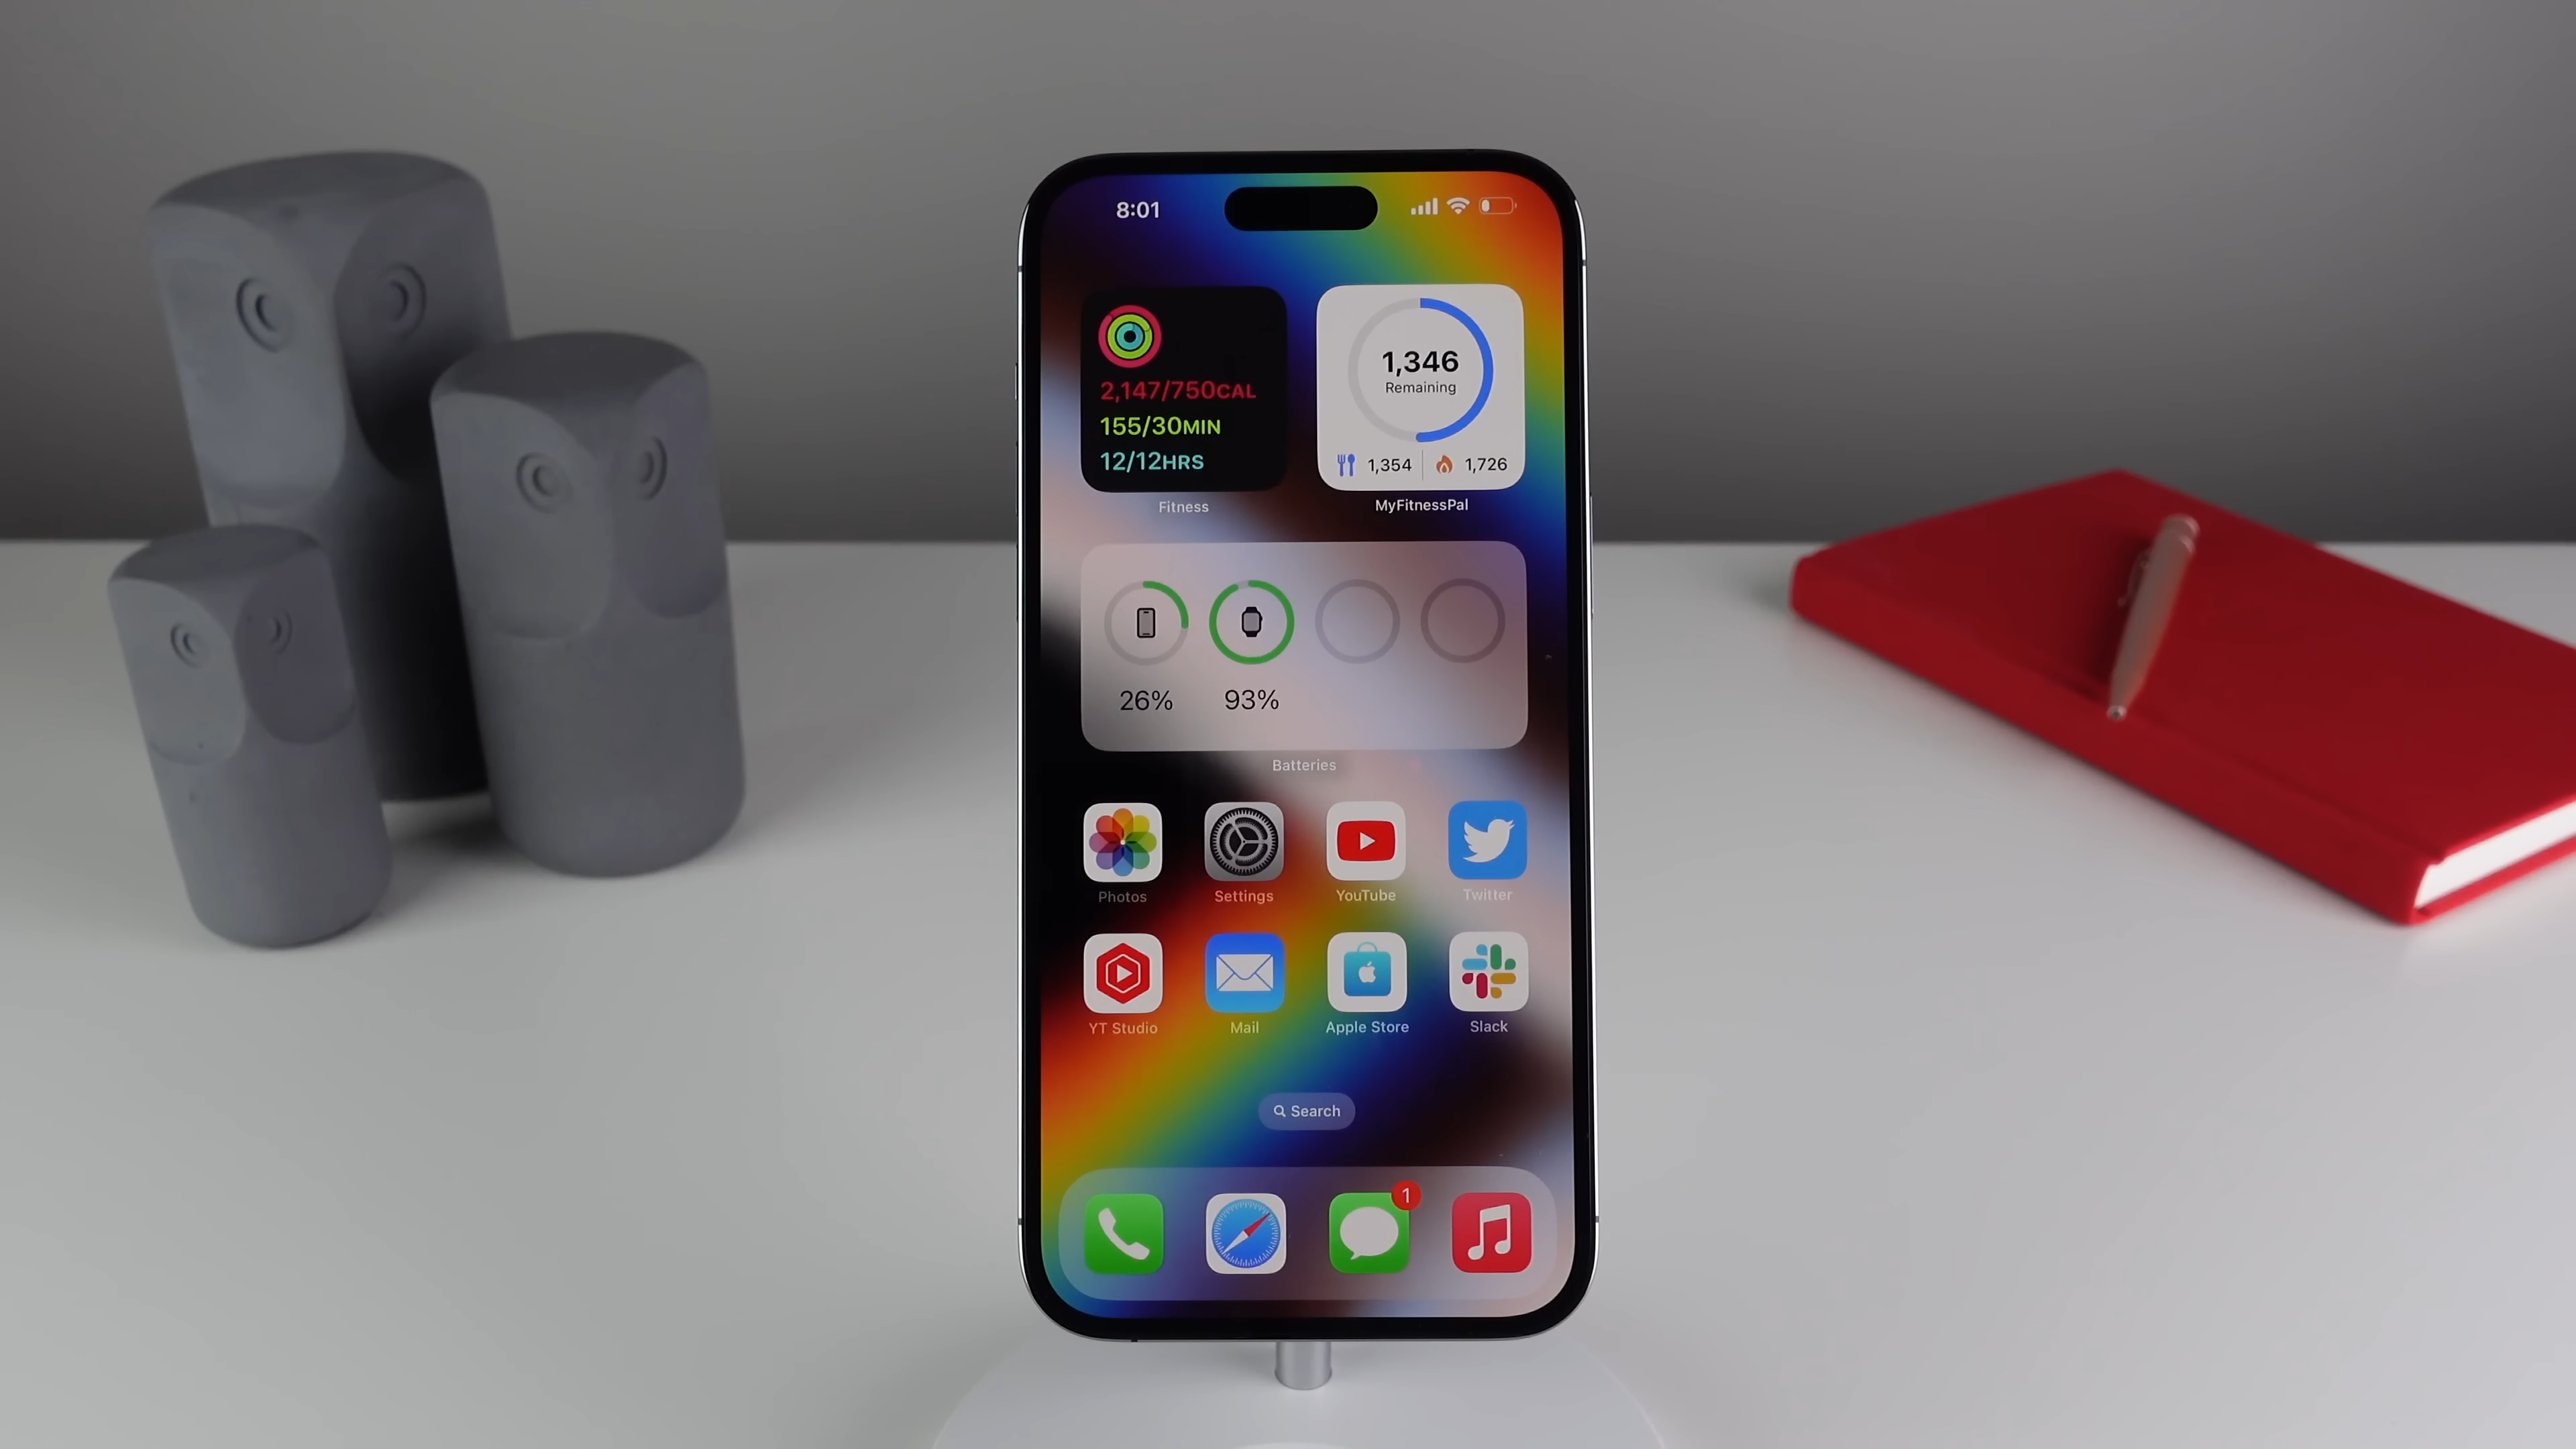 8:01
2,147/750CAL
155/30MIN
12/12HRS
Fitness
1,346
Remaining
1,354
1,726
MyFitnessPal
26%
93%
Batteries
Photos
Settings
YouTube
Twitter
YT Studio
Mail
Apple Store
Slack
Search
1